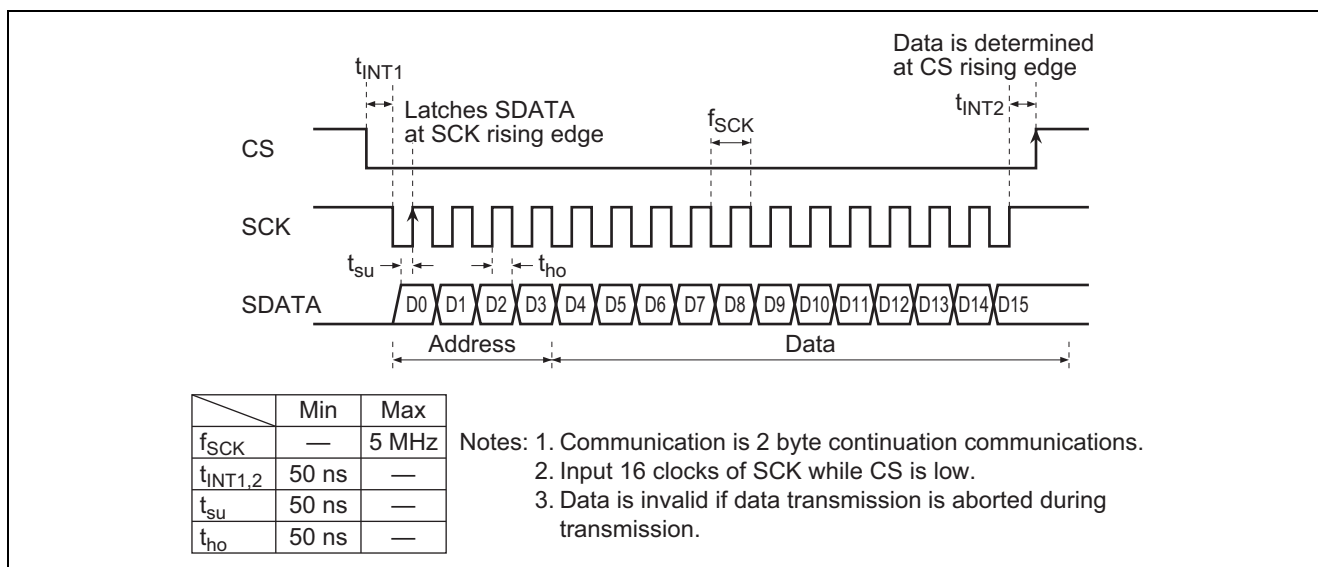 Data is determined
at CS rising edge
tINT1
Latches SDATA
at SCK rising edge
fSCK
tINT2
CS
SCK
tsu
tho
SDATA D0 D1 D2 D3 D4 D5 D6 D7 D8 D9 D10 D11 D12 D13 D14 D15
Address Data
Min Max
fSCK — 5 MHz
tINT1,2 50 ns —
tsu 50 ns —
tho 50 ns —
Notes: 1. Communication is 2 byte continuation communications.
2. Input 16 clocks of SCK while CS is low.
3. Data is invalid if data transmission is aborted during
transmission.